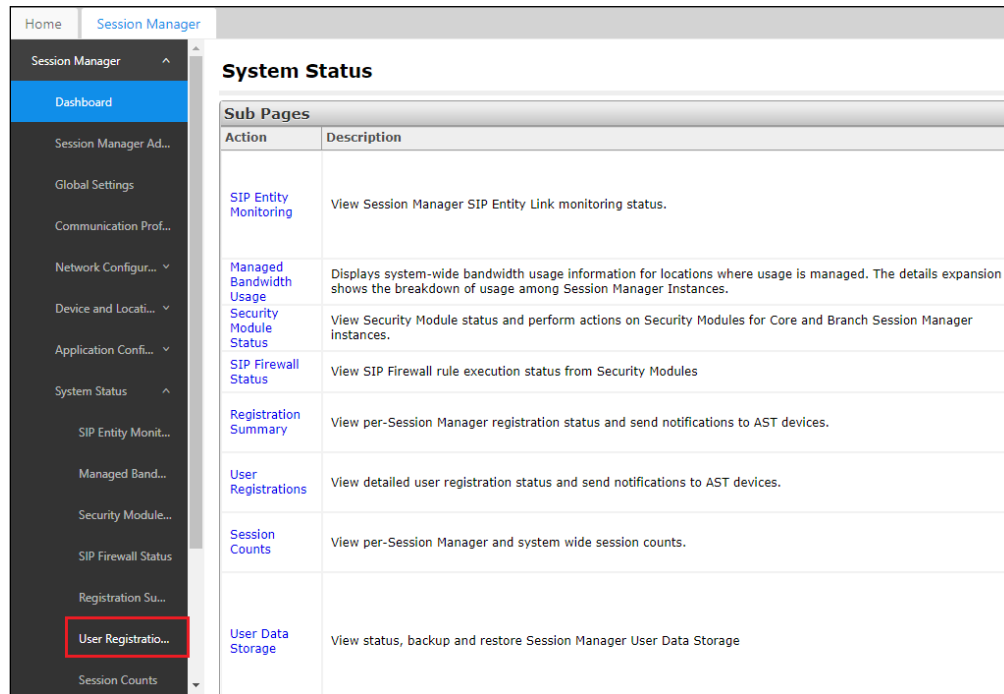 Home Session Manager
Session Manager
Dashboard
Session Manager Ad...
Global Settings
Communication Prof...
Network Configur...
Device and Locati...
Application Confi...
System Status
SIP Entity Monit...
Managed Band...
Security Module...
SIP Firewall Status
Registration Su...
User Registratio...
Session Counts
System Status
Sub Pages
Action Description
SIP Entity
Monitoring
View Session Manager SIP Entity Link monitoring status.
Managed
Bandwidth
Usage
Displays system-wide bandwidth usage information for locations where usage is managed. The details expansion
shows the breakdown of usage among Session Manager Instances.
Security
Module
Status
View Security Module status and perform actions on Security Modules for Core and Branch Session Manager
instances.
SIP Firewall
Status
View SIP Firewall rule execution status from Security Modules
Registration
Summary
View per-Session Manager registration status and send notifications to AST devices.
User
Registrations
View detailed user registration status and send notifications to AST devices.
Session
Counts
View per-Session Manager and system wide session counts.
User Data
Storage
View status, backup and restore Session Manager User Data Storage